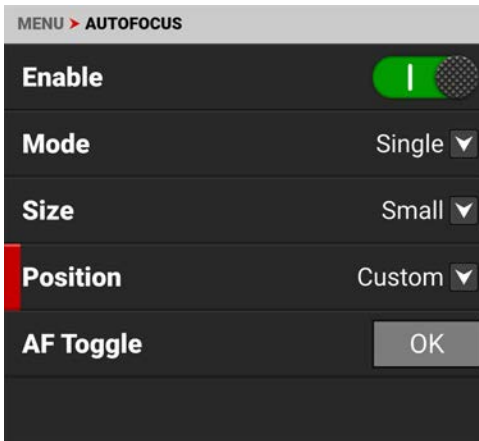 MENU > AUTOFOCUS
Enable
Mode Single
Size Small
Position Custom
AF Toggle OK